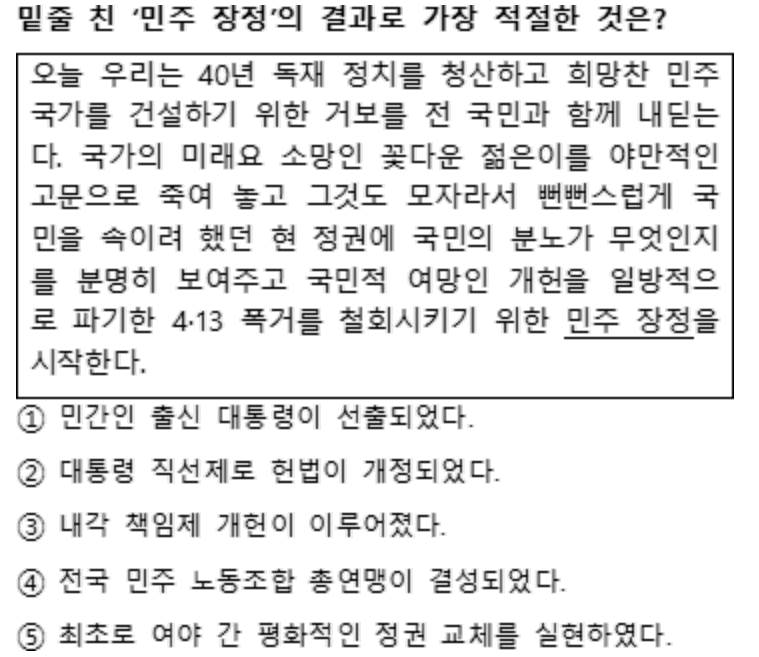 밑줄 친 '민주 장정'의 결과로 가장 적절한 것은?
오늘 우리는 40년 독재 정치를 청산하고 희망찬 민주
국가를 건설하기 위한 거보를 전 국민과 함께 내딛는
다. 국가의 미래요 소망인 꽃다운 젊은이를 야만적인
고문으로 죽여 놓고 그것도 모자라서 뻔뻔스럽게 국
민을 속이려 했던 현 정권에 국민의 분노가 무엇인지
를 분명히 보여주고 국민적 여망인 개헌을 일방적으
로 파기한 4·13 폭거를 철회시키기 위한 민주 장정을
시작한다.
① 민간인 출신 대통령이 선출되었다.
② 대통령 직선제로 헌법이 개정되었다.
③ 내각 책임제 개헌이 이루어졌다.
④ 전국 민주 노동조합 총연맹이 결성되었다.
⑤ 최초로 여야 간 평화적인 정권 교체를 실현하였다.